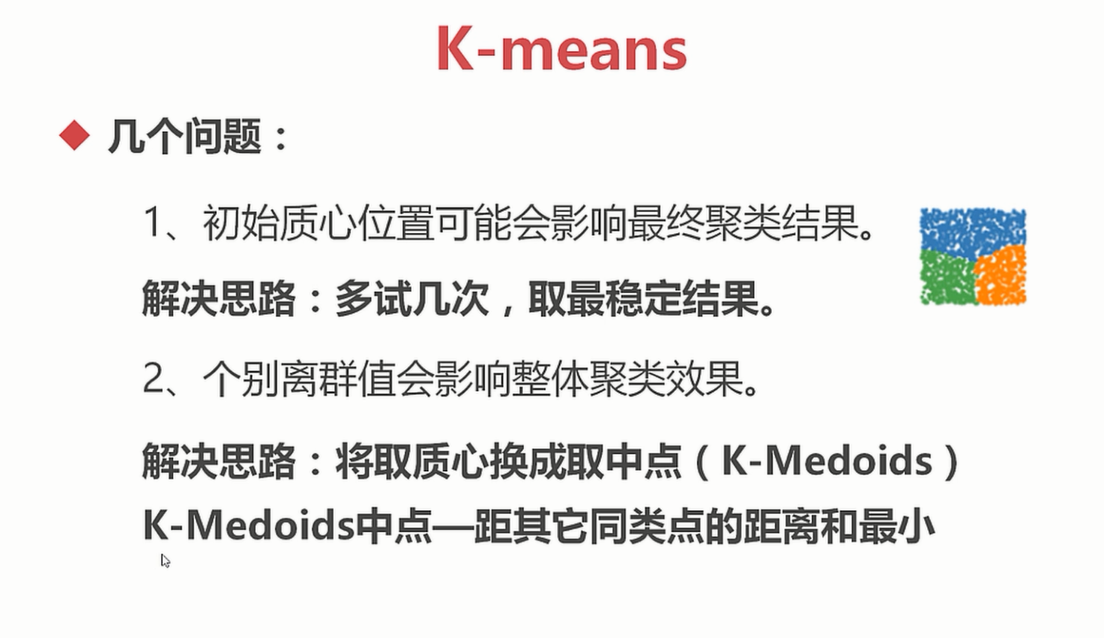 K-means
几个问题：
1、初始质心位置可能会影响最终聚类结果。
解决思路：多试几次，取最稳定结果。
2、个别离群值会影响整体聚类效果。
解决思路：将取质心换成取中点（K-Medoids）
K-Medoids中点—距其它同类点的距离和最小